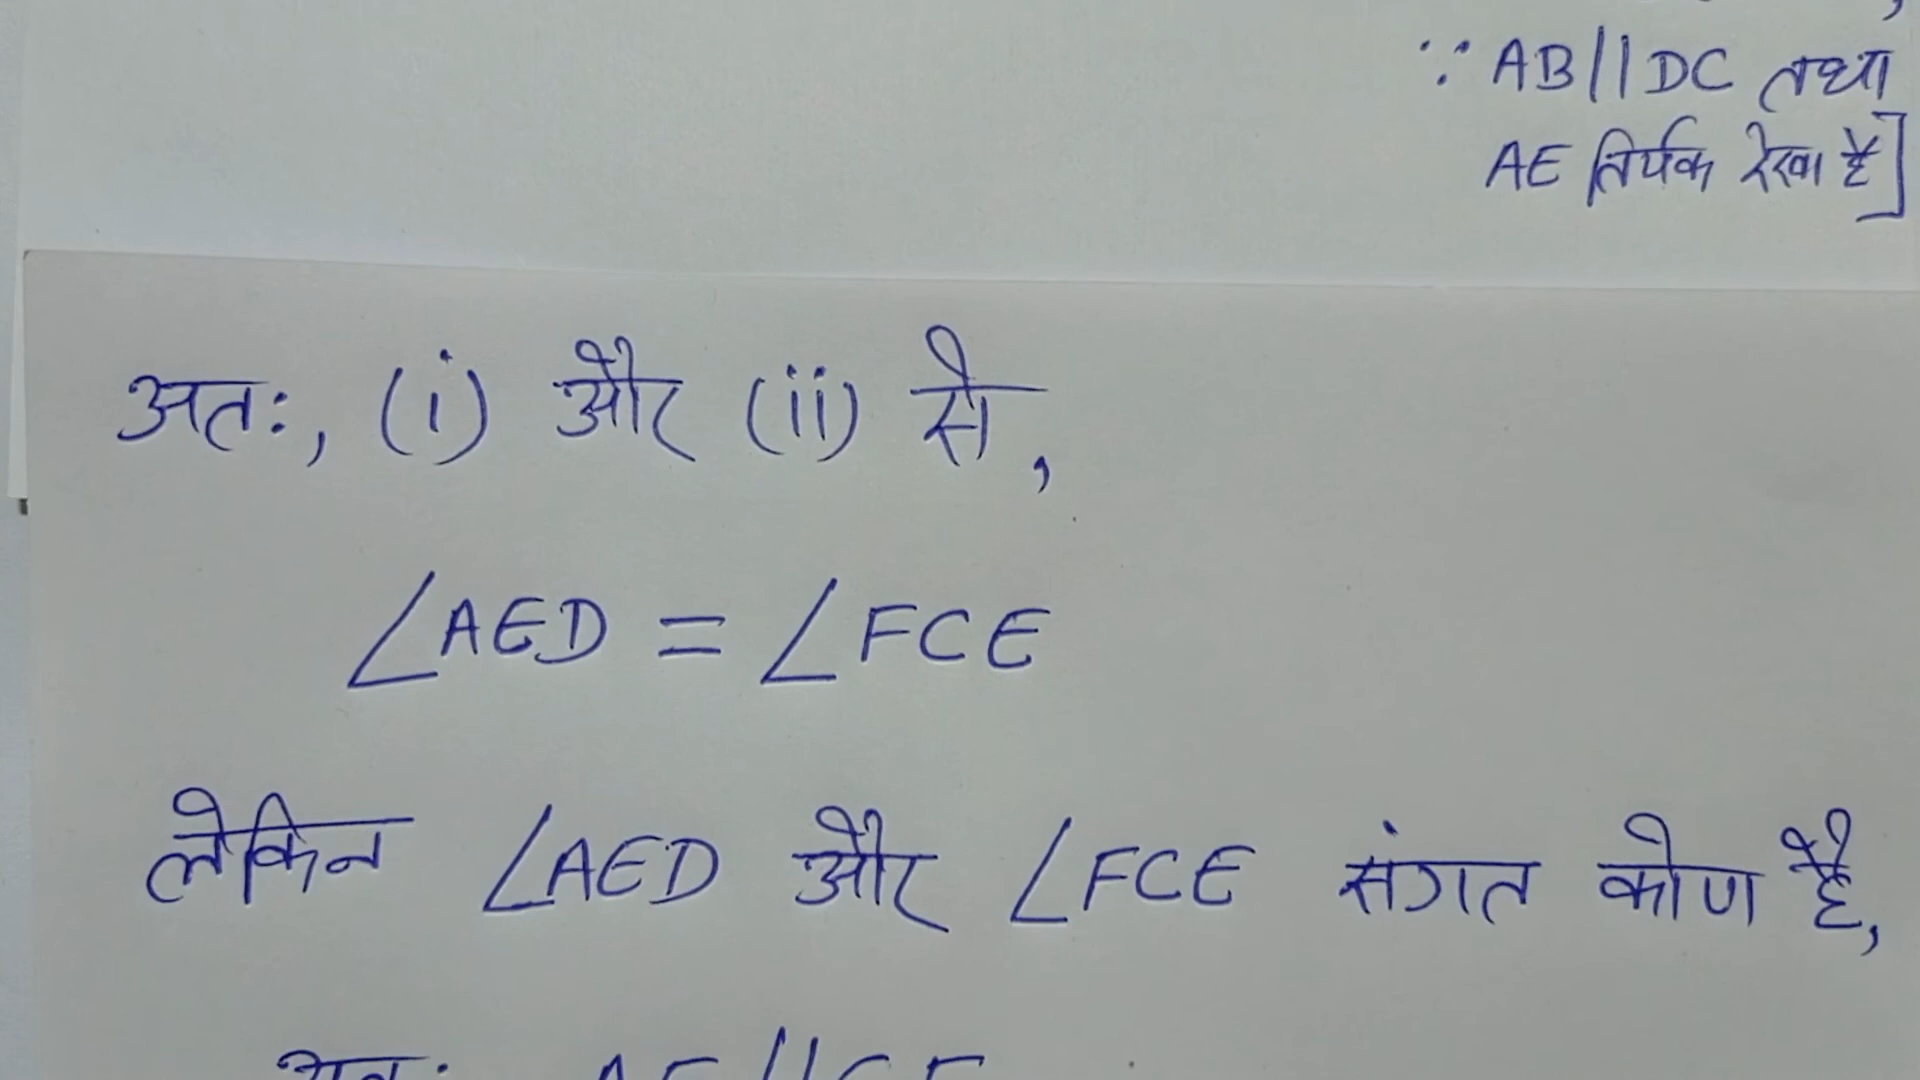 ∵ AB||DC तथा
AE तिर्यक रेखा है]
अतः, (i) और (ii) से,
∠AED = ∠FCE
लेकिन ∠AED और ∠FCE संगत कोण है,